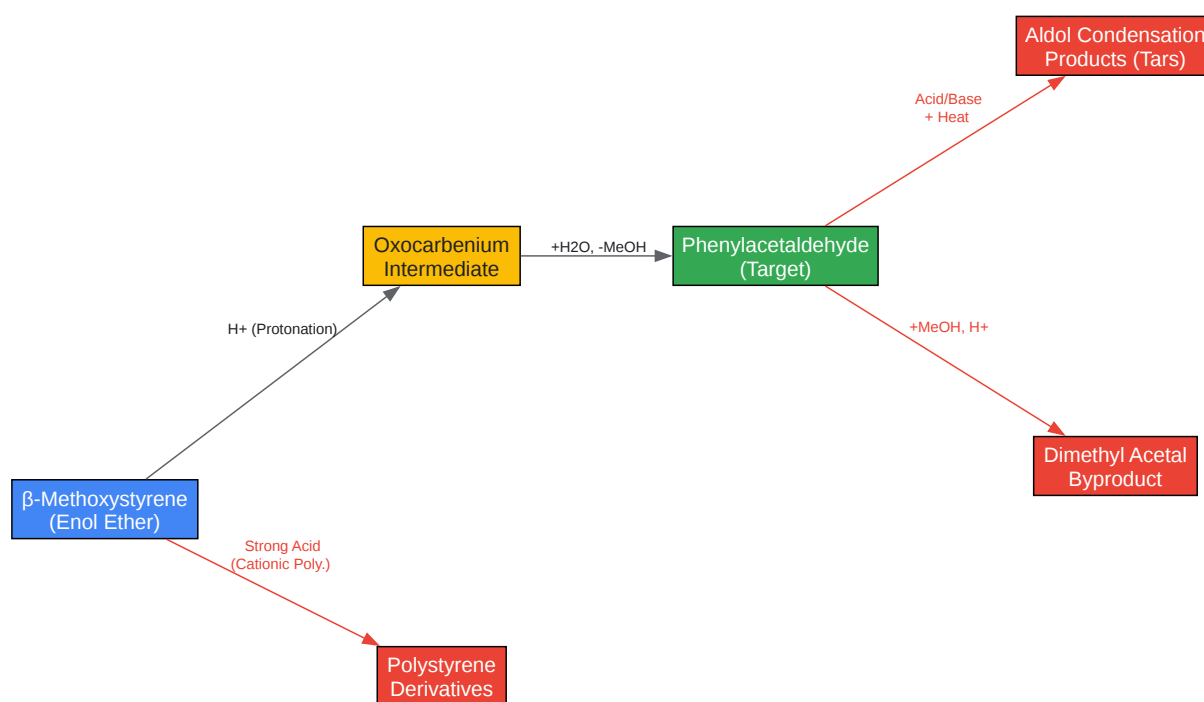 Aldol Condensation
Products (Tars)
Acid/Base
+ Heat
Oxocarbenium
Intermediate
+H2O, -MeOH
Phenylacetaldehyde
(Target)
H+ (Protonation)
+MeOH, H+
Dimethyl Acetal
Byproduct
β-Methoxystyrene
(Enol Ether)
Strong Acid
(Cationic Poly.)
Polystyrene
Derivatives